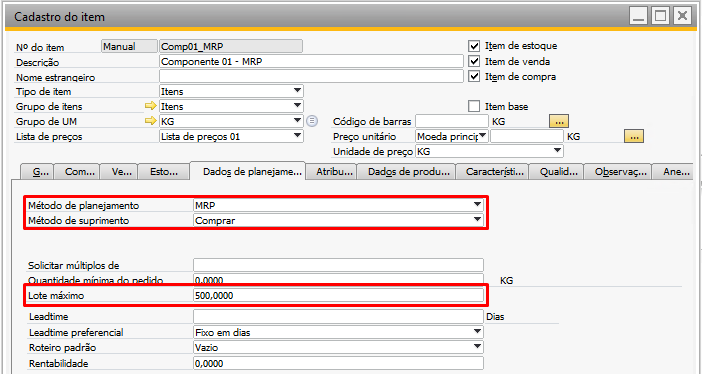 Cadastro do item
Nº do item Manual Comp01_MRP Item de estoque
Descrição Componente 01 - MRP Item de venda
Nome estrangeiro Item de compra
Tipo de item Itens
Grupo de itens Itens Item base
Grupo de UM KG Código de barras KG ...
Lista de preços Lista de preços 01 Preço unitário Moeda princip KG ...
Unidade de preço KG
G... Com... Ve... Esto... Dados de planejame... Atribu... Dados de produ... Característi... Qualid... Observaç... Ane...
Método de planejamento MRP
Método de suprimento Comprar
Solicitar múltiplos de
Quantidade mínima do pedido 0,0000 KG
Lote máximo 500,0000
Leadtime Dias
Leadtime preferencial Fixo em dias
Roteiro padrão Vazio
Rentabilidade 0,0000